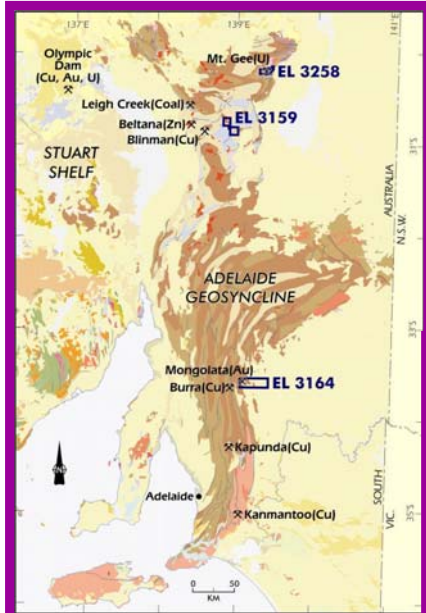 137°E
139°E
141°E
Olympic
Dam
(Cu, Au, U)
Mt. Gee(U)
EL 3258
Leigh Creek(Coal)
EL 3159
Beltana(Zn)
Blinman(Cu)
31°S
STUART
SHELF
AUSTRALIA
N.S.W.
ADELAIDE
GEOSYNCLINE
33°S
Mongolata(Au)
EL 3164
Burra(Cu)
Kapunda(Cu)
SOUTH
VIC.
Adelaide
Kanmantoo(Cu)
35°S
0 50
KM